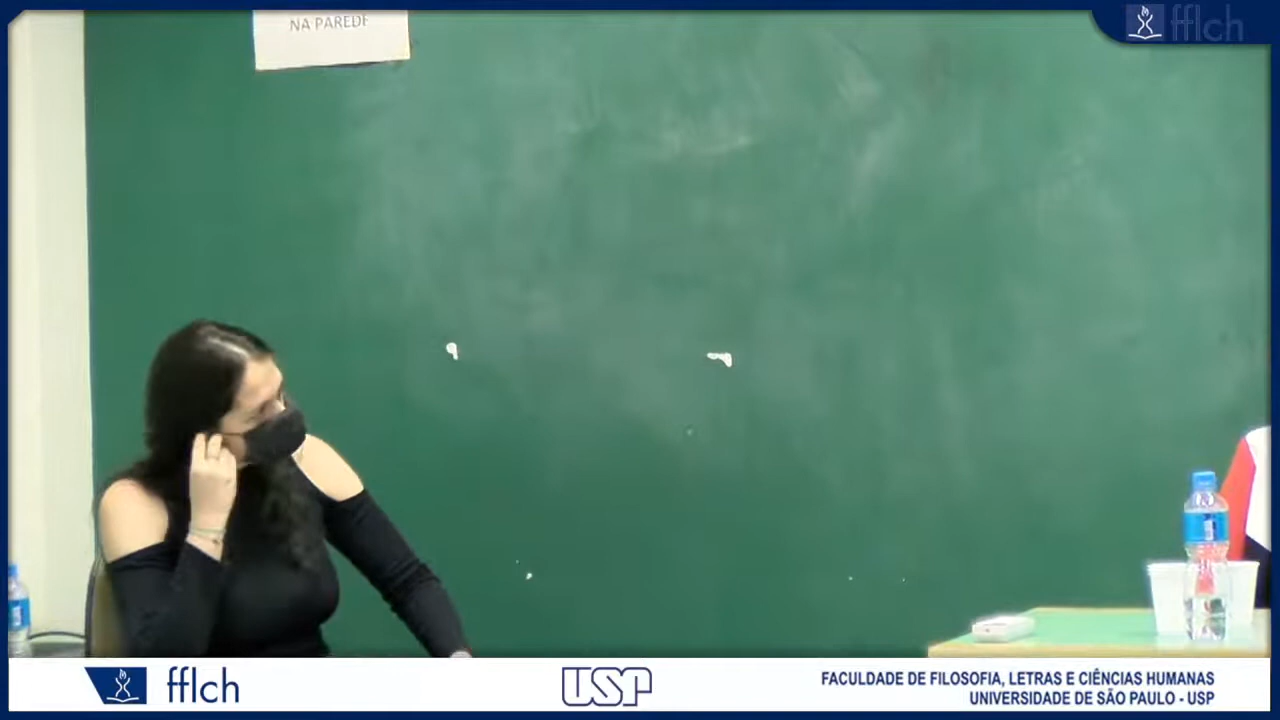 NA PAREDE
fflch
fflch
USP
FACULDADE DE FILOSOFIA, LETRAS E CIÊNCIAS HUMANAS
UNIVERSIDADE DE SÃO PAULO - USP